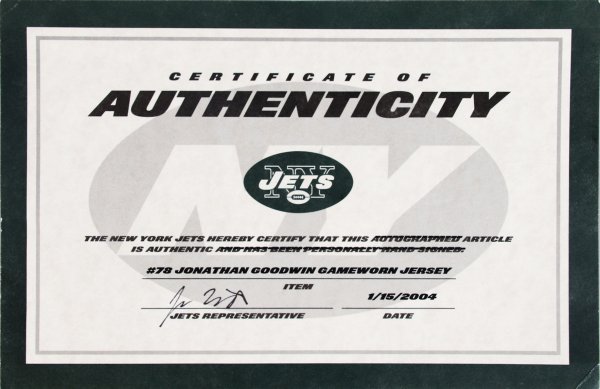 CERTIFICATE OF
AUTHENTICITY
NY
NY
JETS
THE NEW YORK JETS HEREBY CERTIFY THAT THIS AUTOGRAPHED ARTICLE
IS AUTHENTIC AND HAS BEEN PERSONALLY HAND SIGNED.
#78 JONATHAN GOODWIN GAMEWORN JERSEY
ITEM
1/15/2004
JETS REPRESENTATIVE DATE